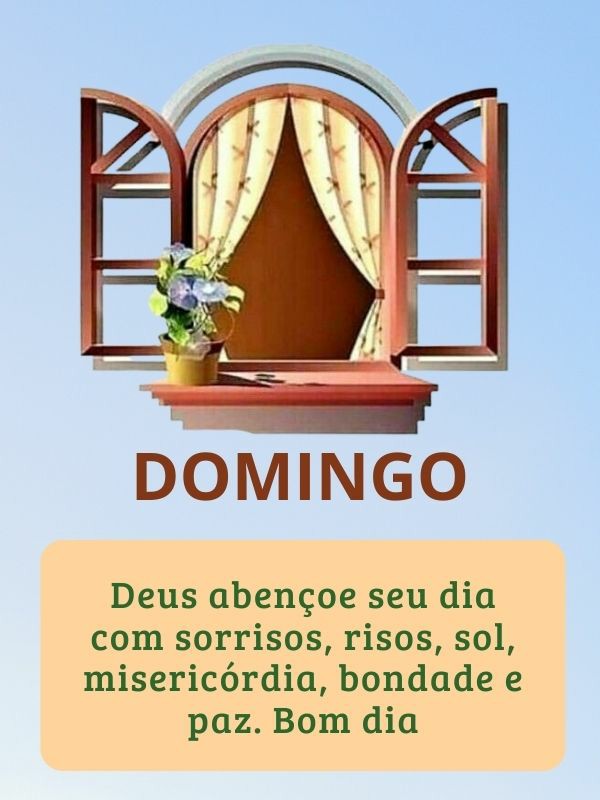 DOMINGO
Deus abençoe seu dia
com sorrisos, risos, sol,
misericórdia, bondade e
paz. Bom dia